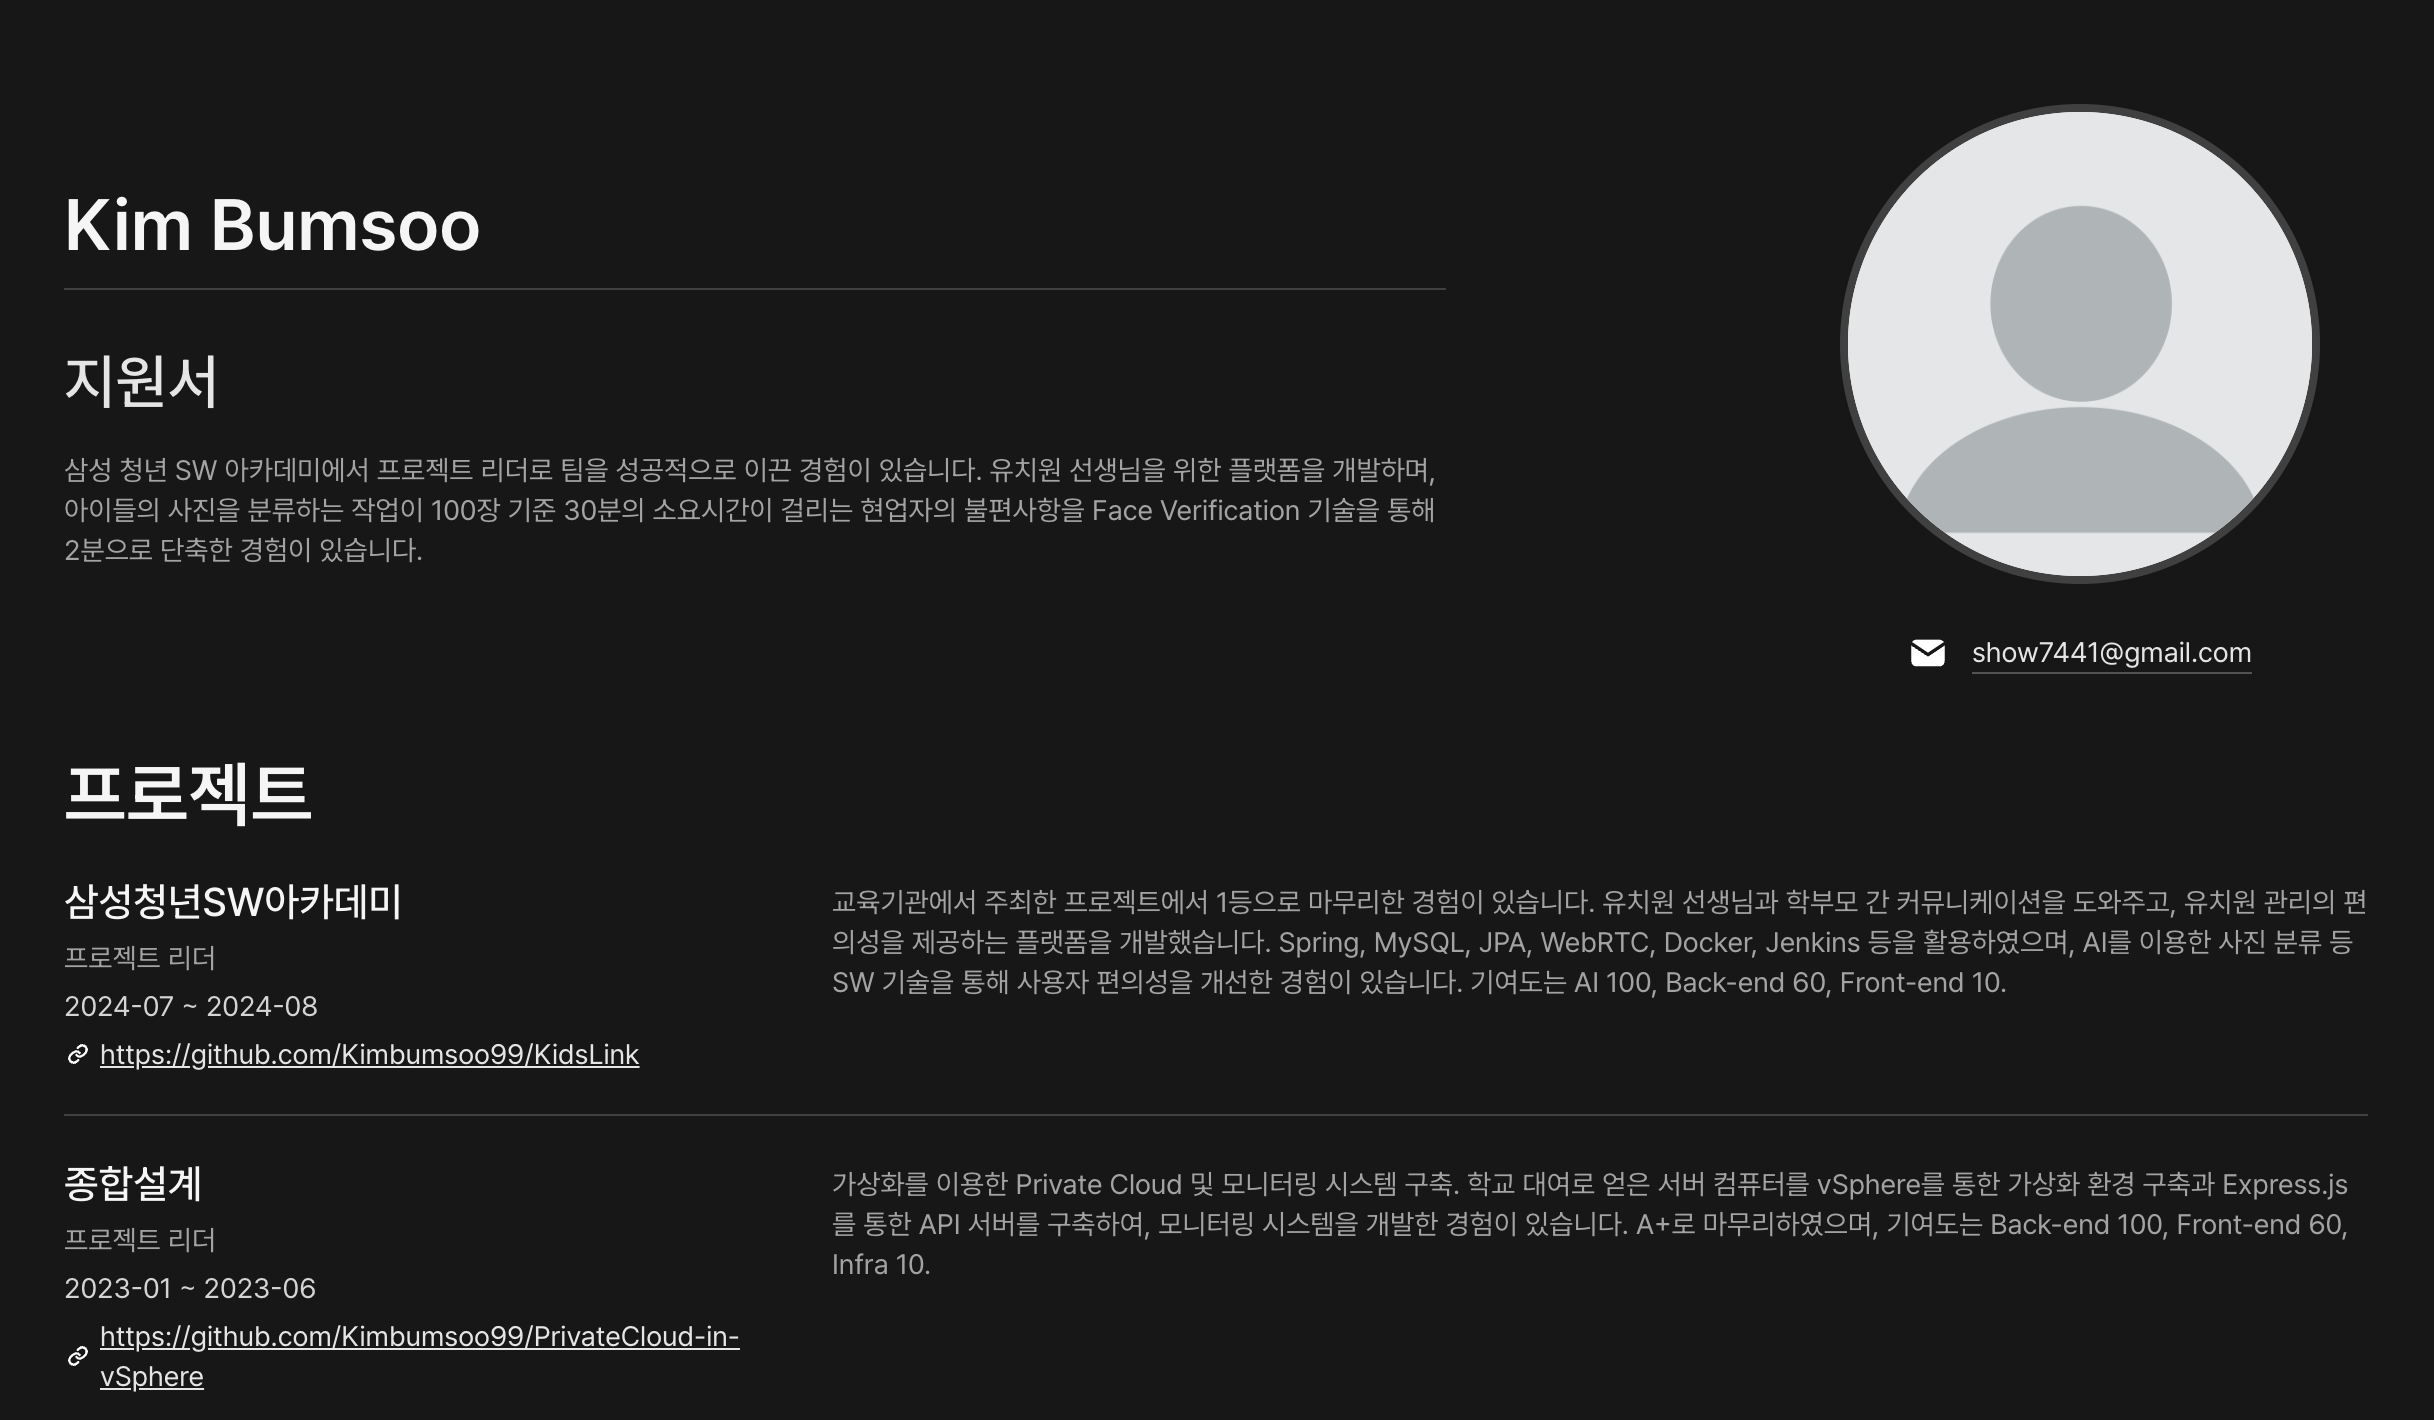 Kim Bumsoo
지원서
삼성 청년 SW 아카데미에서 프로젝트 리더로 팀을 성공적으로 이끈 경험이 있습니다. 유치원 선생님을 위한 플랫폼을 개발하며,
아이들의 사진을 분류하는 작업이 100장 기준 30분의 소요시간이 걸리는 현업자의 불편사항을 Face Verification 기술을 통해
2분으로 단축한 경험이 있습니다.
show7441@gmail.com
프로젝트
삼성청년SW아카데미
프로젝트 리더
2024-07 ~ 2024-08
https://github.com/Kimbumsoo99/KidsLink
교육기관에서 주최한 프로젝트에서 1등으로 마무리한 경험이 있습니다. 유치원 선생님과 학부모 간 커뮤니케이션을 도와주고, 유치원 관리의 편
의성을 제공하는 플랫폼을 개발했습니다. Spring, MySQL, JPA, WebRTC, Docker, Jenkins 등을 활용하였으며, AI를 이용한 사진 분류 등
SW 기술을 통해 사용자 편의성을 개선한 경험이 있습니다. 기여도는 AI 100, Back-end 60, Front-end 10.
종합설계
프로젝트 리더
2023-01 ~ 2023-06
https://github.com/Kimbumsoo99/PrivateCloud-in-
vSphere
가상화를 이용한 Private Cloud 및 모니터링 시스템 구축. 학교 대여로 얻은 서버 컴퓨터를 vSphere를 통한 가상화 환경 구축과 Express.js
를 통한 API 서버를 구축하여, 모니터링 시스템을 개발한 경험이 있습니다. A+로 마무리하였으며, 기여도는 Back-end 100, Front-end 60,
Infra 10.